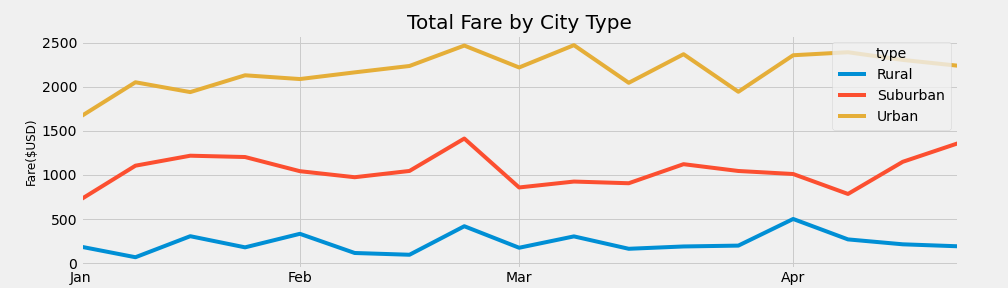 Total Fare by City Type
Fare($USD)
2500
2000
1500
1000
500
0
Jan
Feb
Mar
Apr
type
Rural
Suburban
Urban